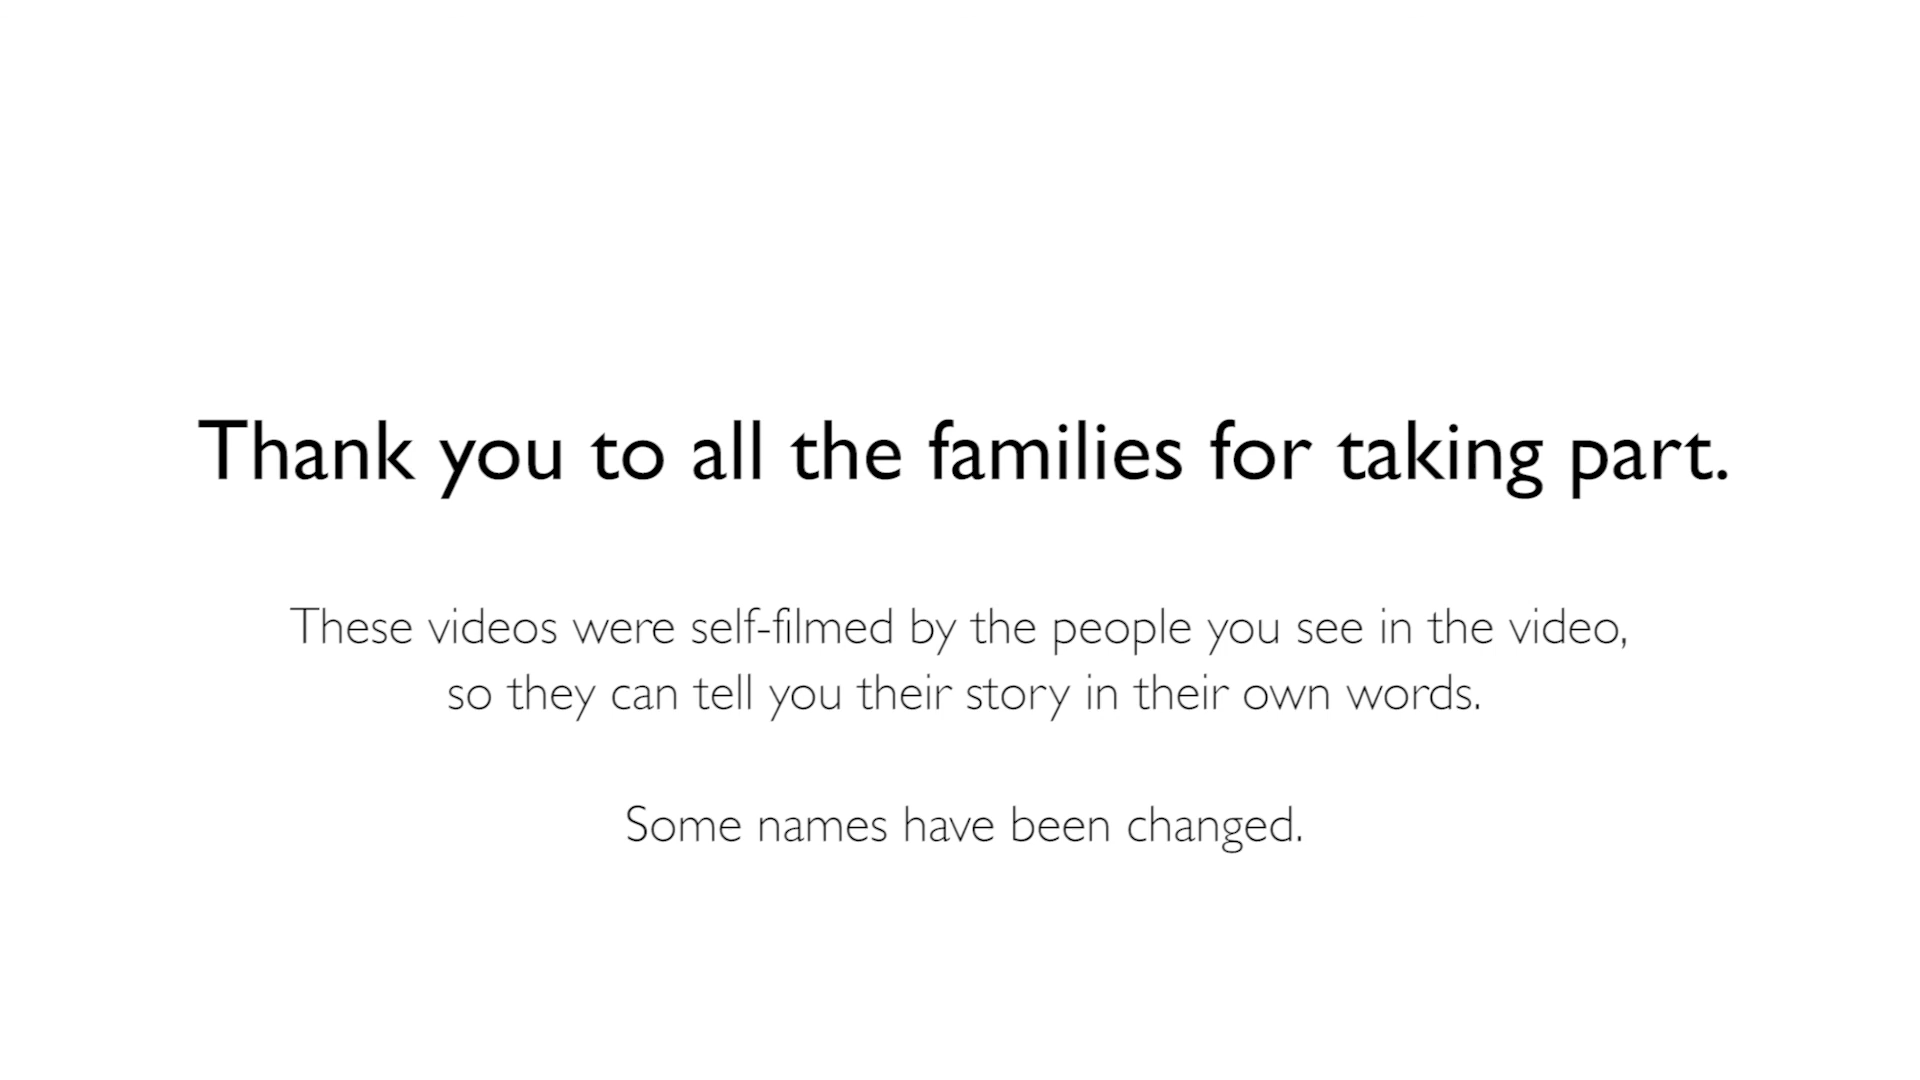 Thank you to all the families for taking part.
These videos were self-filmed by the people you see in the video,
so they can tell you their story in their own words.
Some names have been changed.